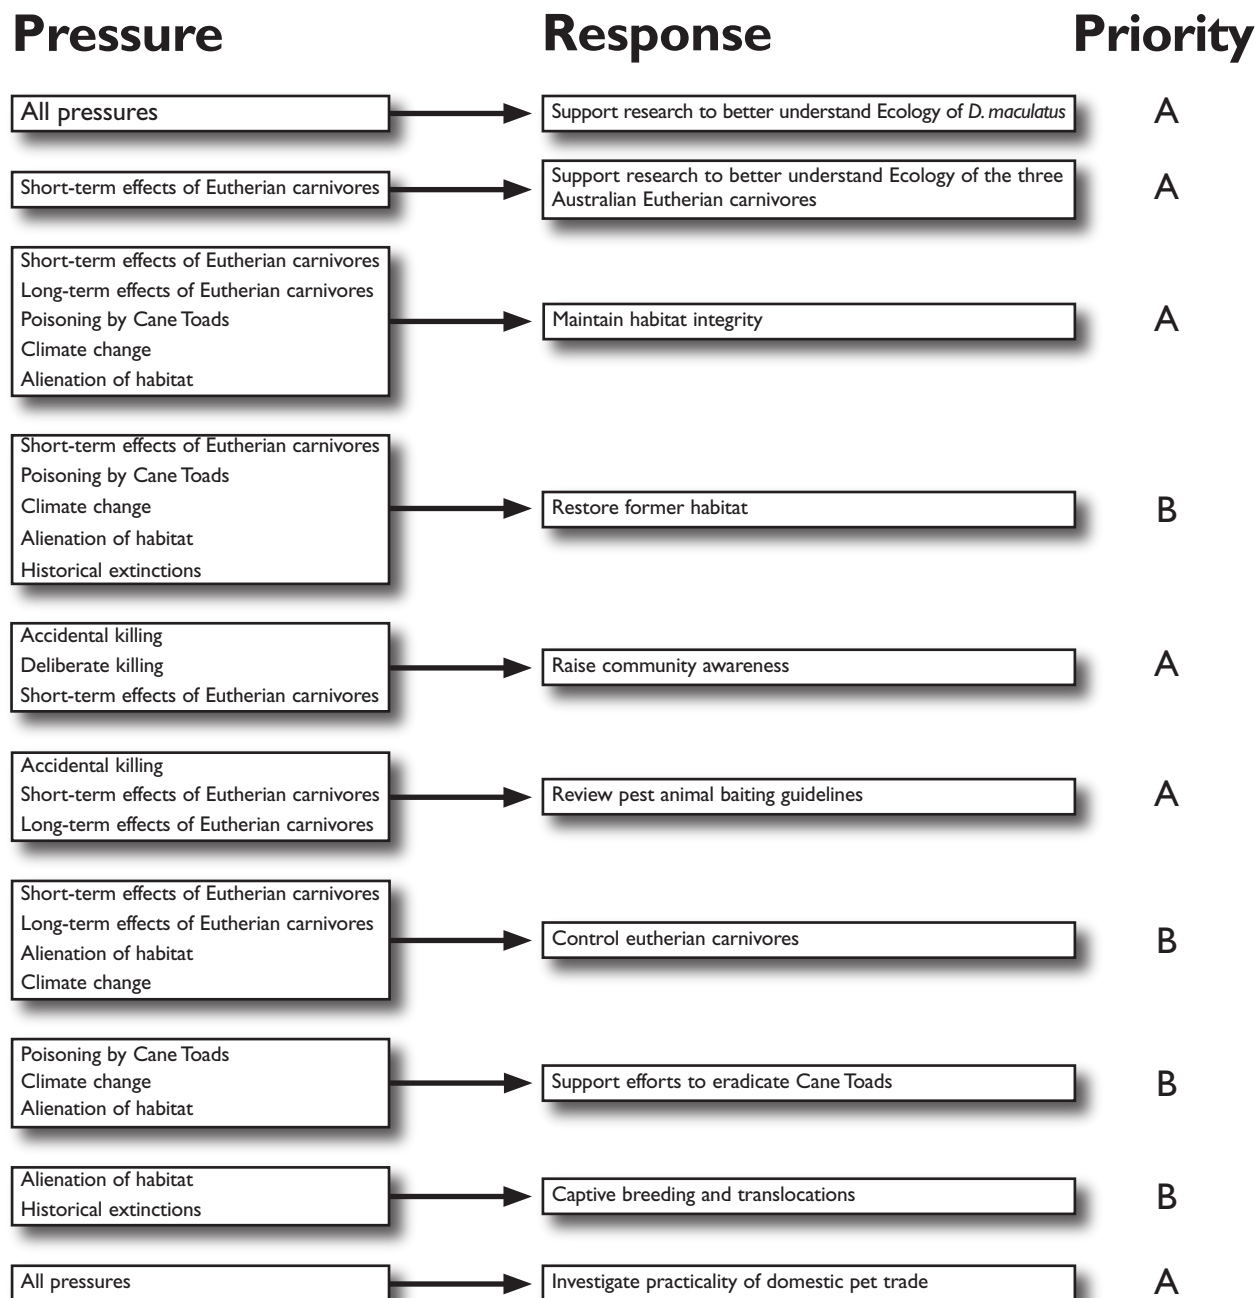 Pressure Response Priority
All pressures Support research to better understand Ecology of D. maculatus A
Short-term effects of Eutherian carnivores Support research to better understand Ecology of the three
Australian Eutherian carnivores A
Short-term effects of Eutherian carnivores
Long-term effects of Eutherian carnivores
Poisoning by Cane Toads Maintain habitat integrity A
Climate change
Alienation of habitat
Short-term effects of Eutherian carnivores
Poisoning by Cane Toads
Climate change Restore former habitat B
Alienation of habitat
Historical extinctions
Accidental killing
Deliberate killing Raise community awareness A
Short-term effects of Eutherian carnivores
Accidental killing
Short-term effects of Eutherian carnivores Review pest animal baiting guidelines A
Long-term effects of Eutherian carnivores
Short-term effects of Eutherian carnivores
Long-term effects of Eutherian carnivores Control eutherian carnivores B
Alienation of habitat
Climate change
Poisoning by Cane Toads
Climate change Support efforts to eradicate Cane Toads B
Alienation of habitat
Alienation of habitat Captive breeding and translocations B
Historical extinctions
All pressures Investigate practicality of domestic pet trade A